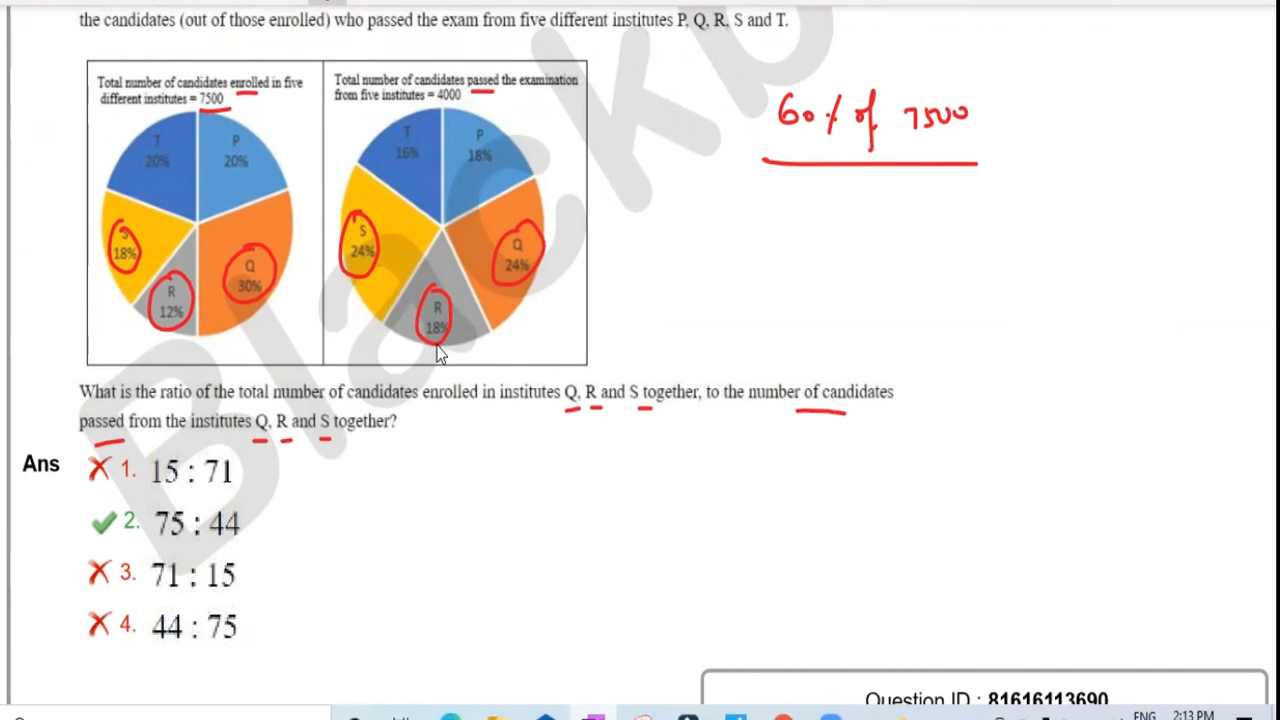 the candidates (out of those enrolled) who passed the exam from five different institutes P, Q, R, S and T.
Total number of candidates enrolled in five
different institutes = 7500
T
20%
P
20%
S
18%
R
12%
Q
30%
Total number of candidates passed the examination
from five institutes = 4000
T
16%
P
18%
S
24%
Q
24%
R
18%
60% of 7500
What is the ratio of the total number of candidates enrolled in institutes Q, R and S together, to the number of candidates
passed from the institutes Q, R and S together?
Ans
1. 15 : 71
2. 75 : 44
3. 71 : 15
4. 44 : 75
Question ID : 81616113690
ENG 2:13 PM